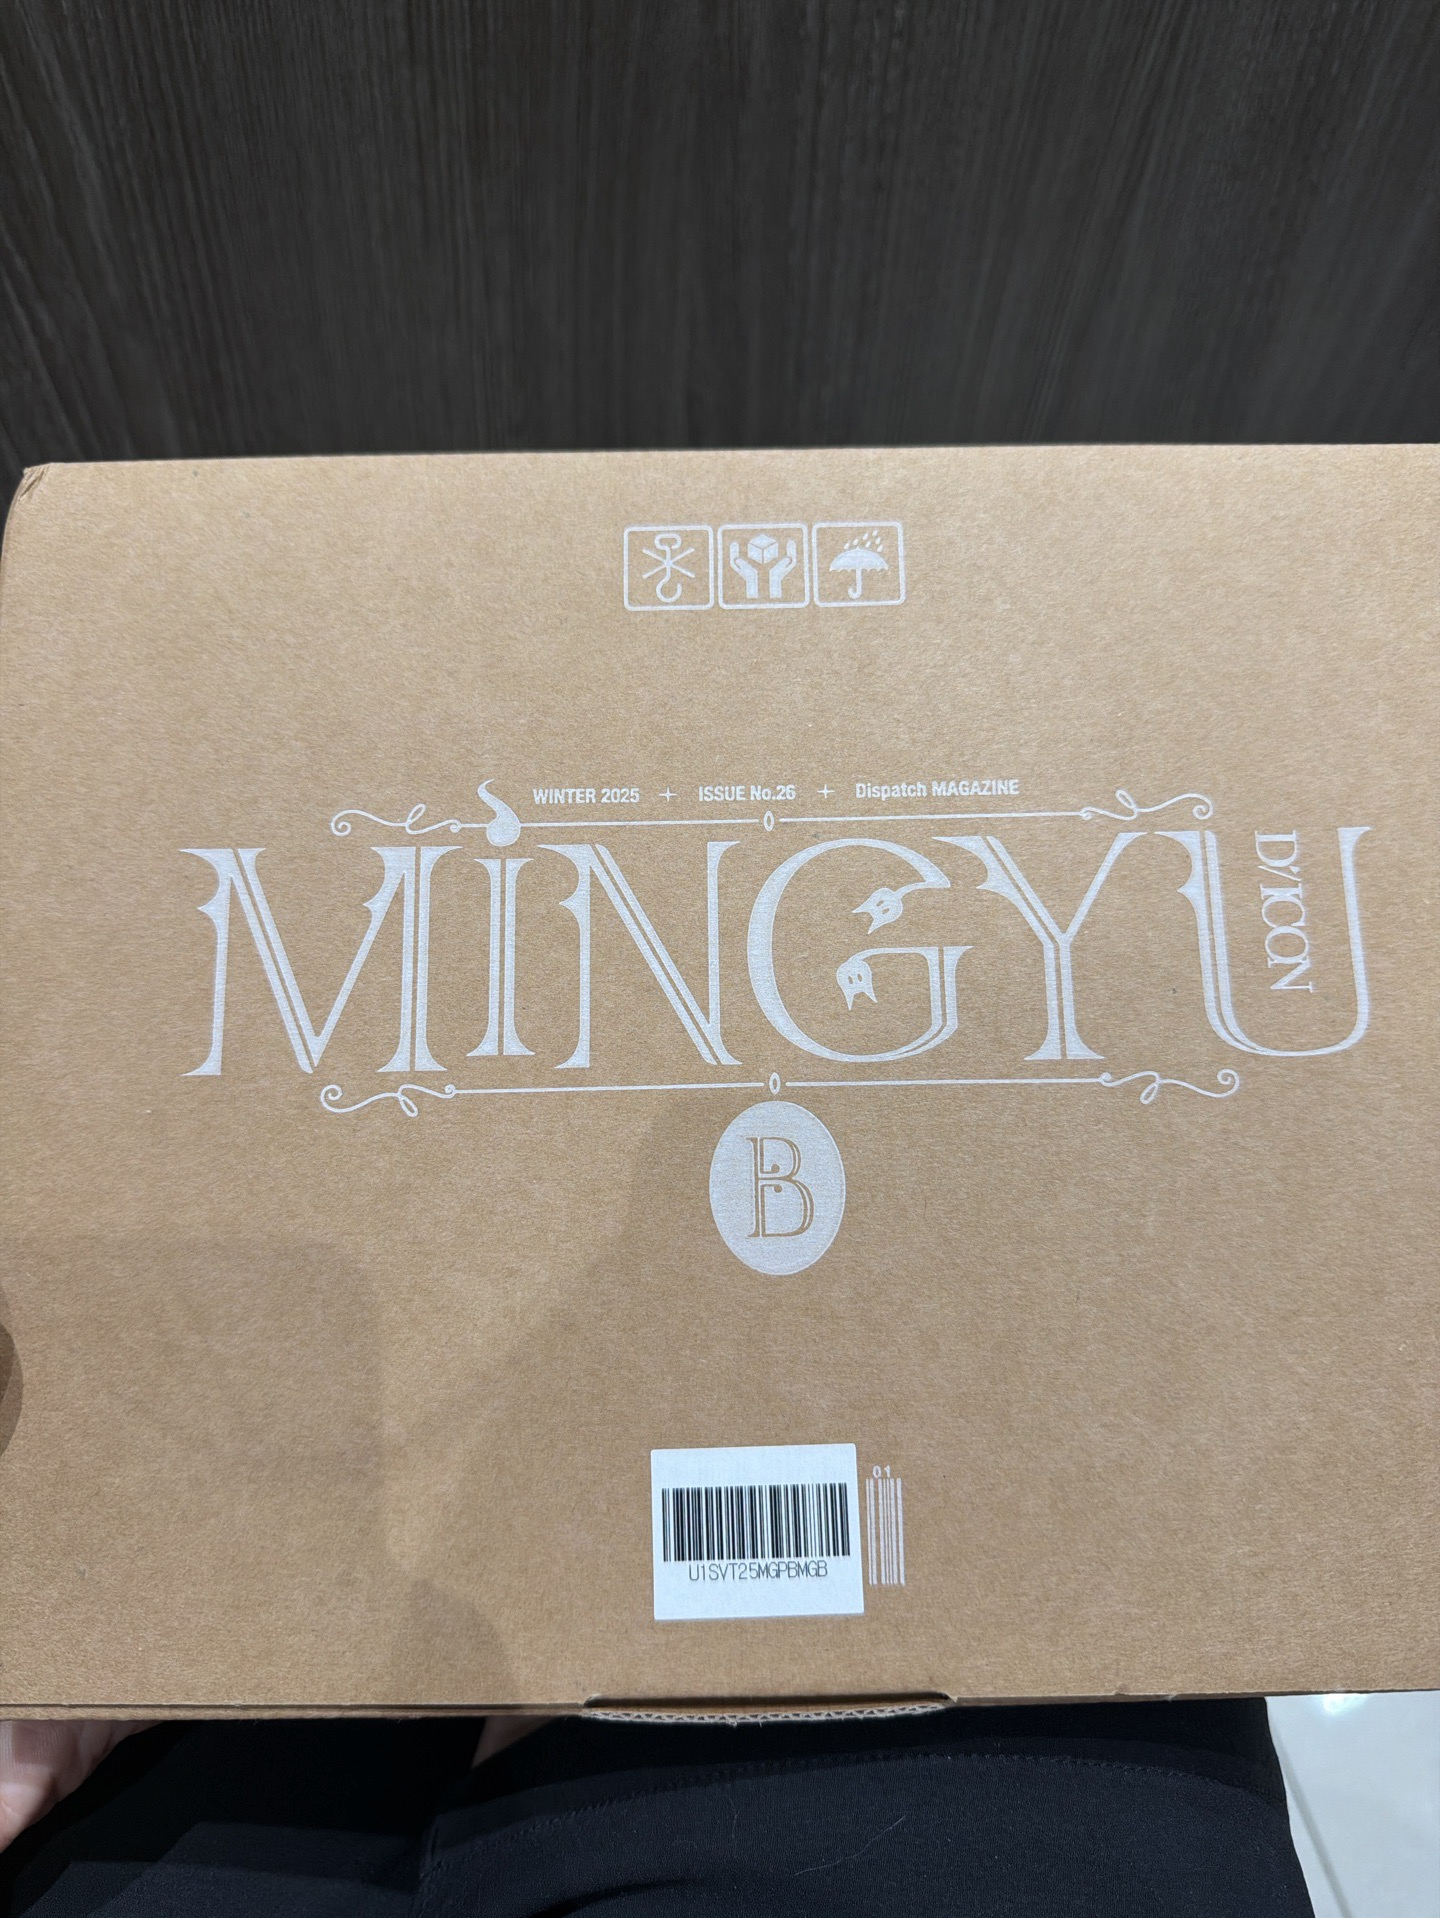 WINTER 2025 + ISSUE No.26 + Dispatch MAGAZINE
MiNGYU
D'/ICON
B
01
U1SVT25MGPBMGB